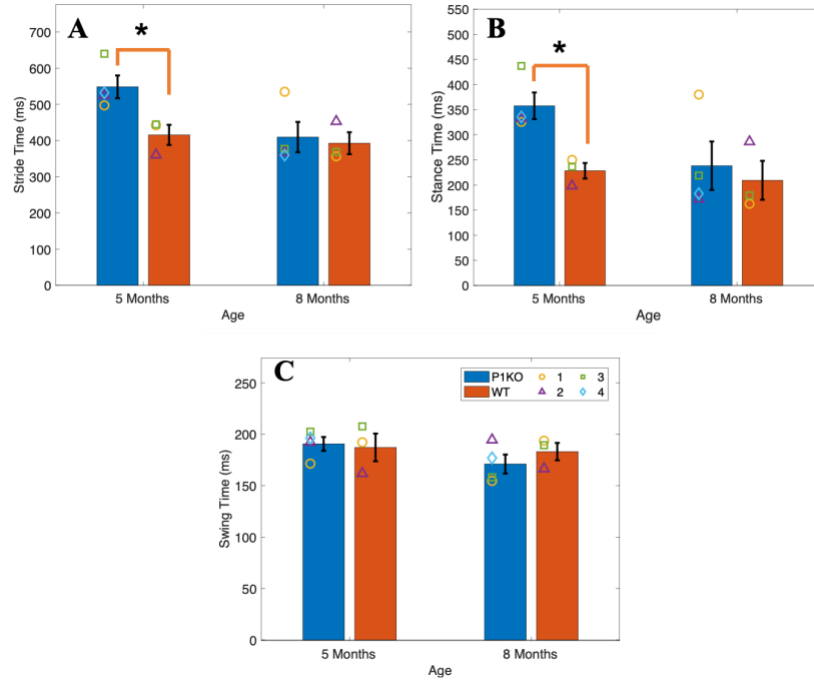 A
*
Stride Time (ms)
700
600
500
400
300
200
100
0
5 Months
8 Months
Age
B
*
Stance Time (ms)
550
500
450
400
350
300
250
200
150
100
50
0
5 Months
8 Months
Age
C
Swing Time (ms)
250
200
150
100
50
0
P1KO 1 3
WT 2 4
5 Months
8 Months
Age